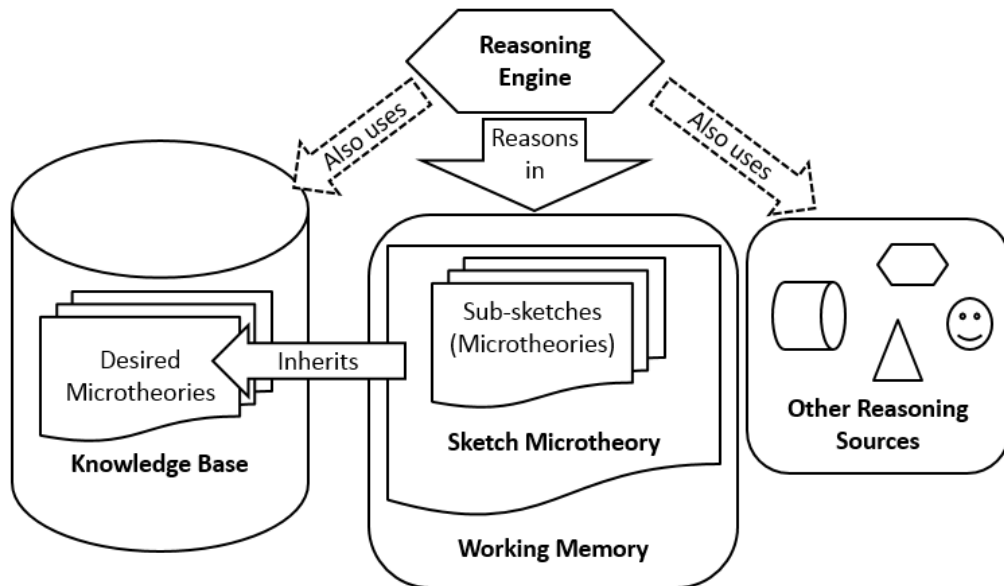 Reasoning
Engine
Also uses
Reasons
in
Also uses
Desired
Microtheories
Knowledge Base
Inherits
Sub-sketches
(Microtheories)
Sketch Microtheory
Working Memory
Other Reasoning
Sources